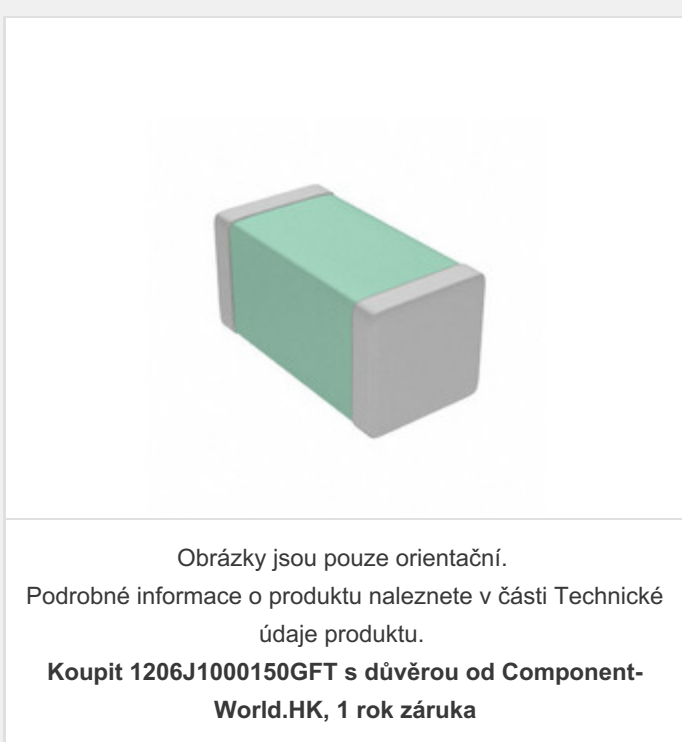 Obrázky jsou pouze orientační.
Podrobné informace o produktu naleznete v části Technické
údaje produktu.
Koupit 1206J1000150GFT s důvěrou od Component-
World.HK, 1 rok záruka